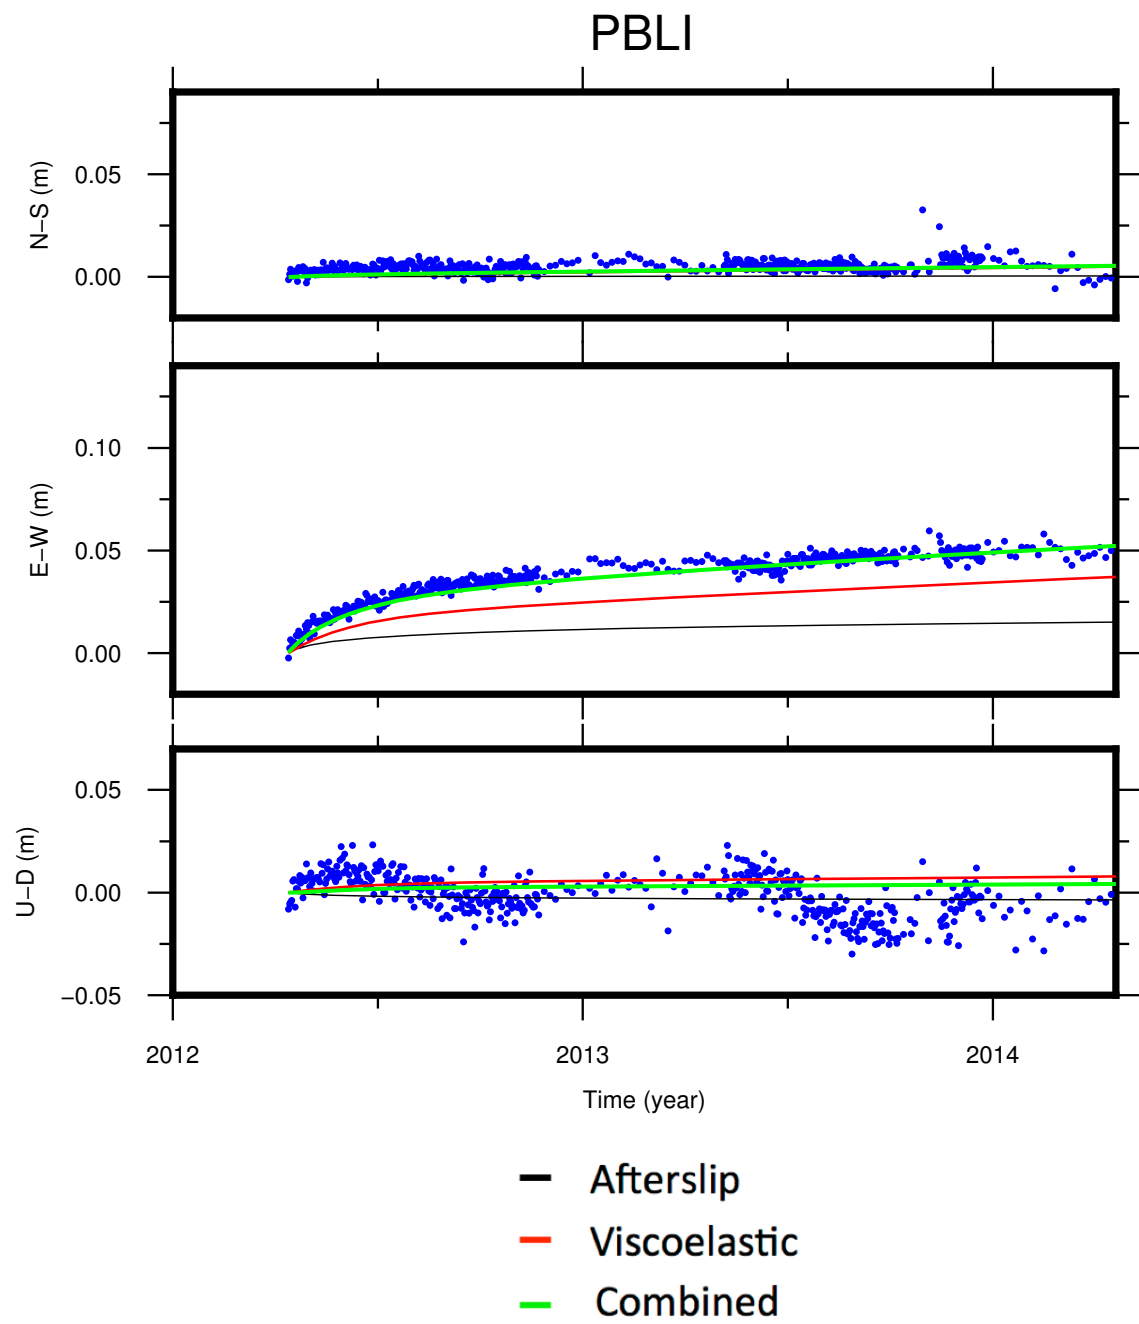 PBLI
N−S (m)
0.05
0.00
E−W (m)
0.10
0.05
0.00
U−D (m)
0.05
0.00
−0.05
2012 2013 2014
Time (year)
Afterslip
Viscoelastic
Combined